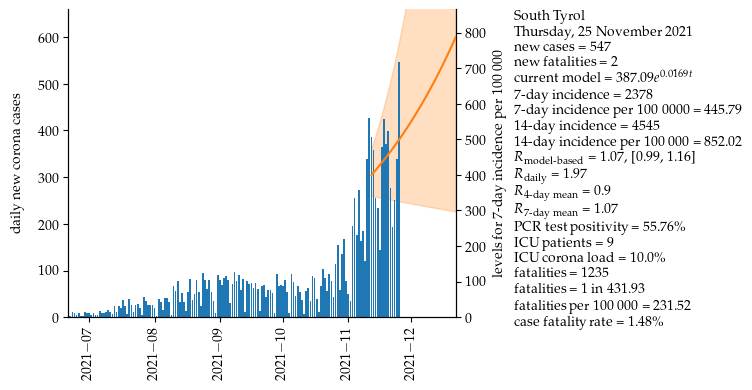 daily new corona cases
600
500
400
300
200
100
0
2021−07
2021−08
2021−09
2021−10
2021−11
2021−12
800
700
600
500
400
300
200
100
0
levels for 7-day incidence per 100 000
South Tyrol
Thursday, 25 November 2021
new cases = 547
new fatalities = 2
current model = 387.09e^0.0169t
7-day incidence = 2378
7-day incidence per 100 0000 = 445.79
14-day incidence = 4545
14-day incidence per 100 000 = 852.02
R model-based = 1.07, [0.99, 1.16]
R daily = 1.97
R 4-day mean = 0.9
R 7-day mean = 1.07
PCR test positivity = 55.76%
ICU patients = 9
ICU corona load = 10.0%
fatalities = 1235
fatalities = 1 in 431.93
fatalities per 100 000 = 231.52
case fatality rate = 1.48%